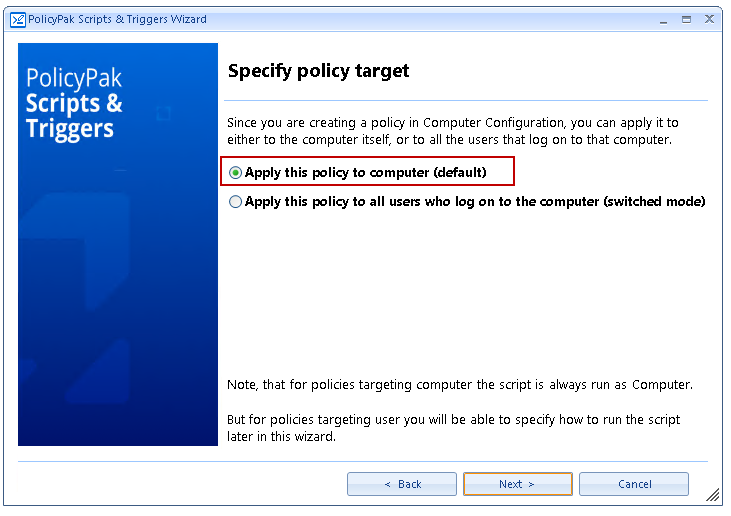 PolicyPak Scripts & Triggers Wizard
PolicyPak
Scripts &
Triggers
Specify policy target
Since you are creating a policy in Computer Configuration, you can apply it to
either to the computer itself, or to all the users that log on to that computer.
Apply this policy to computer (default)
Apply this policy to all users who log on to the computer (switched mode)
Note, that for policies targeting computer the script is always run as Computer.
But for policies targeting user you will be able to specify how to run the script
later in this wizard.
< Back
Next >
Cancel